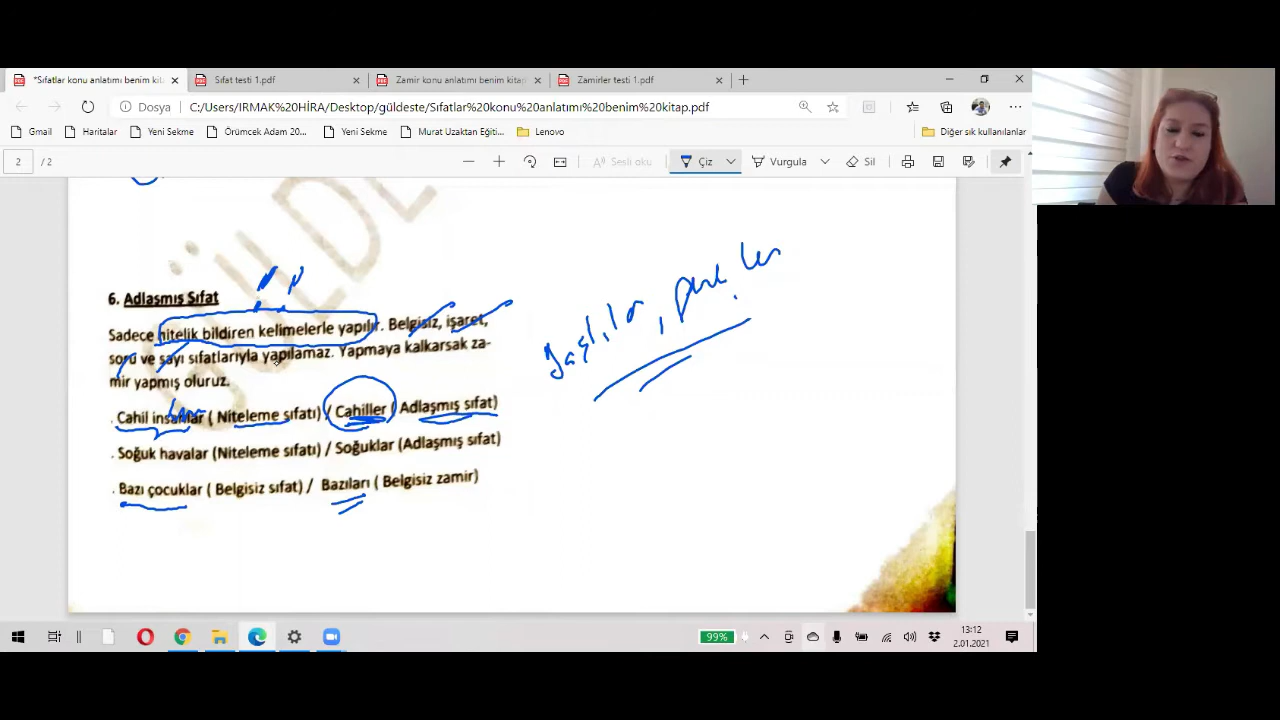 *Sıfatlar konu anlatımı benim kit
Sıfat testi 1.pdf
Zamir konu anlatımı benim kitap
Zamirler testi 1.pdf
Dosya
C:/Users/IRMAK%20HİRA/Desktop/güldeste/Sıfatlar%20konu%20anlatımı%20benim%20kitap.pdf
Gmail
Haritalar
Yeni Sekme
Örümcek Adam 20...
Yeni Sekme
Murat Uzaktan Eğiti...
Lenovo
Diğer sık kullanılanlar
2 / 2
Sesli oku
Çiz
Vurgula
Sil
GÜLDE
6. Adlaşmış Sıfat
Sadece nitelik bildiren kelimelerle yapılır. Belgisiz, işaret,
soru ve sayı sıfatlarıyla yapılamaz. Yapmaya kalkarsak za-
mir yapmış oluruz.
. Cahil insanlar ( Niteleme sıfatı) / Cahiller ( Adlaşmış sıfat)
. Soğuk havalar (Niteleme sıfatı) / Soğuklar (Adlaşmış sıfat)
. Bazı çocuklar ( Belgisiz sıfat) / Bazıları ( Belgisiz zamir)
99%
13:12
2.01.2021